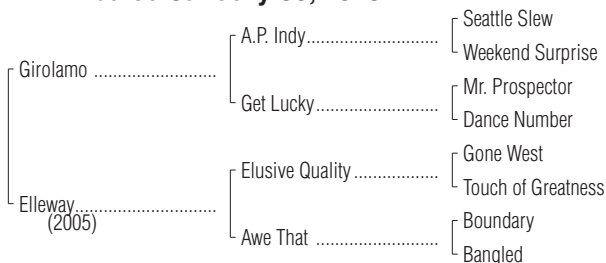 Seattle Slew
A.P. Indy
Weekend Surprise
Girolamo
Mr. Prospector
Get Lucky
Dance Number
Gone West
Elusive Quality
Touch of Greatness
Elleway
(2005)
Boundary
Awe That
Bangled